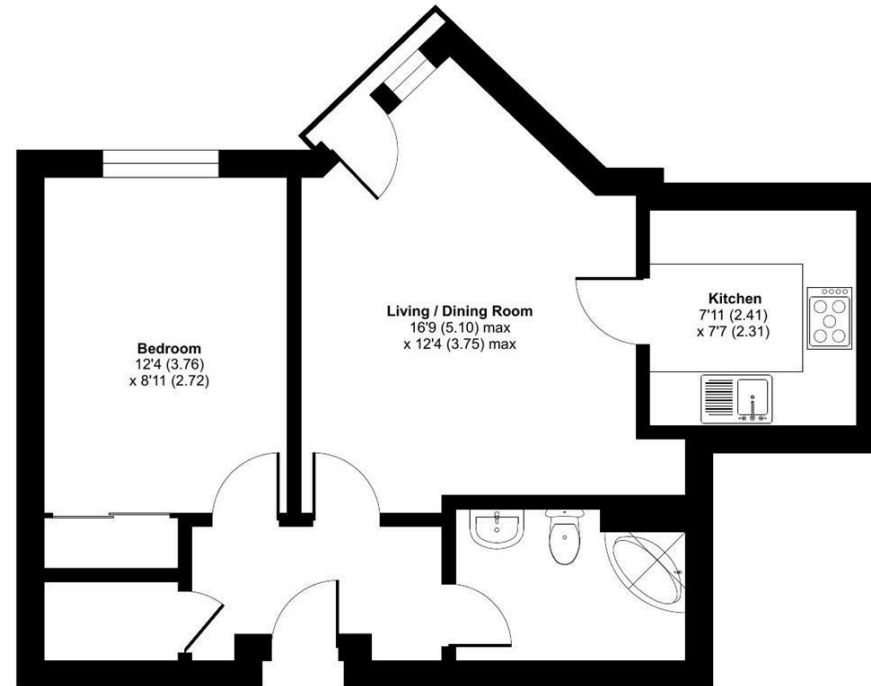 Living / Dining Room
16'9 (5.10) max
x 12'4 (3.75) max
Kitchen
7'11 (2.41)
x 7'7 (2.31)
Bedroom
12'4 (3.76)
x 8'11 (2.72)